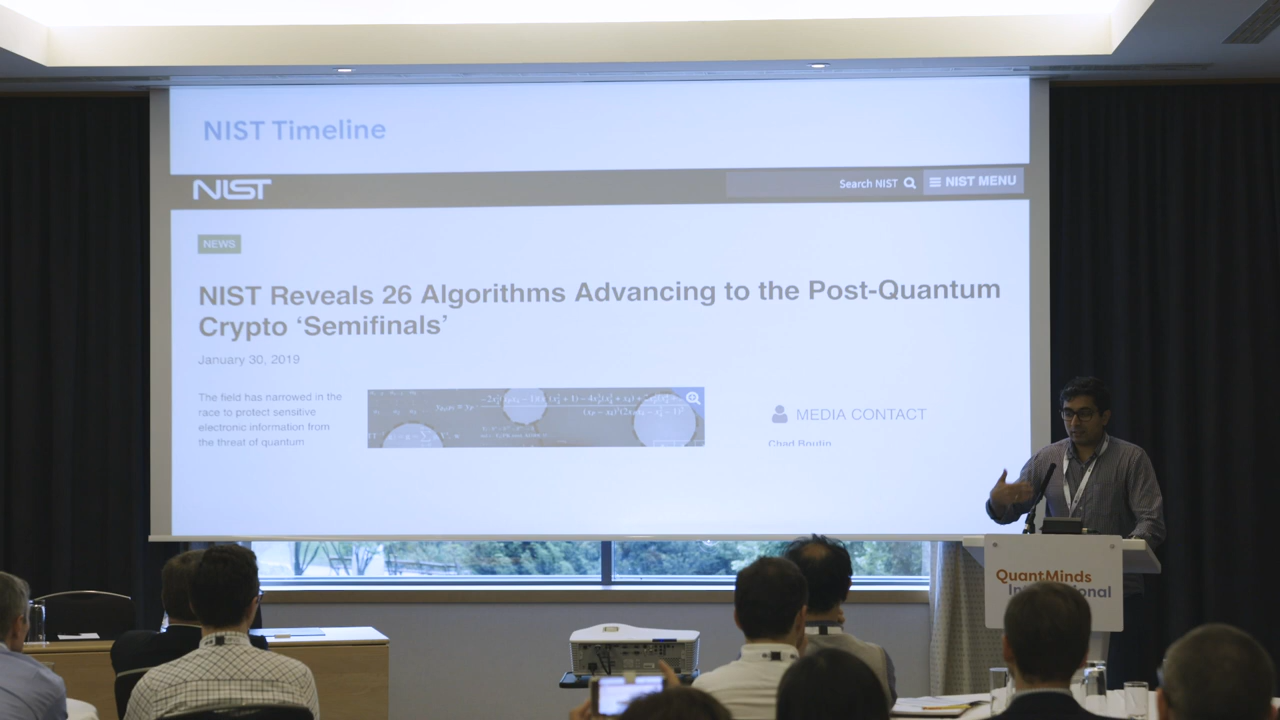 NIST Timeline
NIST
Search NIST
NIST MENU
NEWS
NIST Reveals 26 Algorithms Advancing to the Post-Quantum
Crypto ‘Semifinals’
January 30, 2019
The field has narrowed in the
race to protect sensitive
electronic information from
the threat of quantum
MEDIA CONTACT
Chad Boutin
QuantMinds